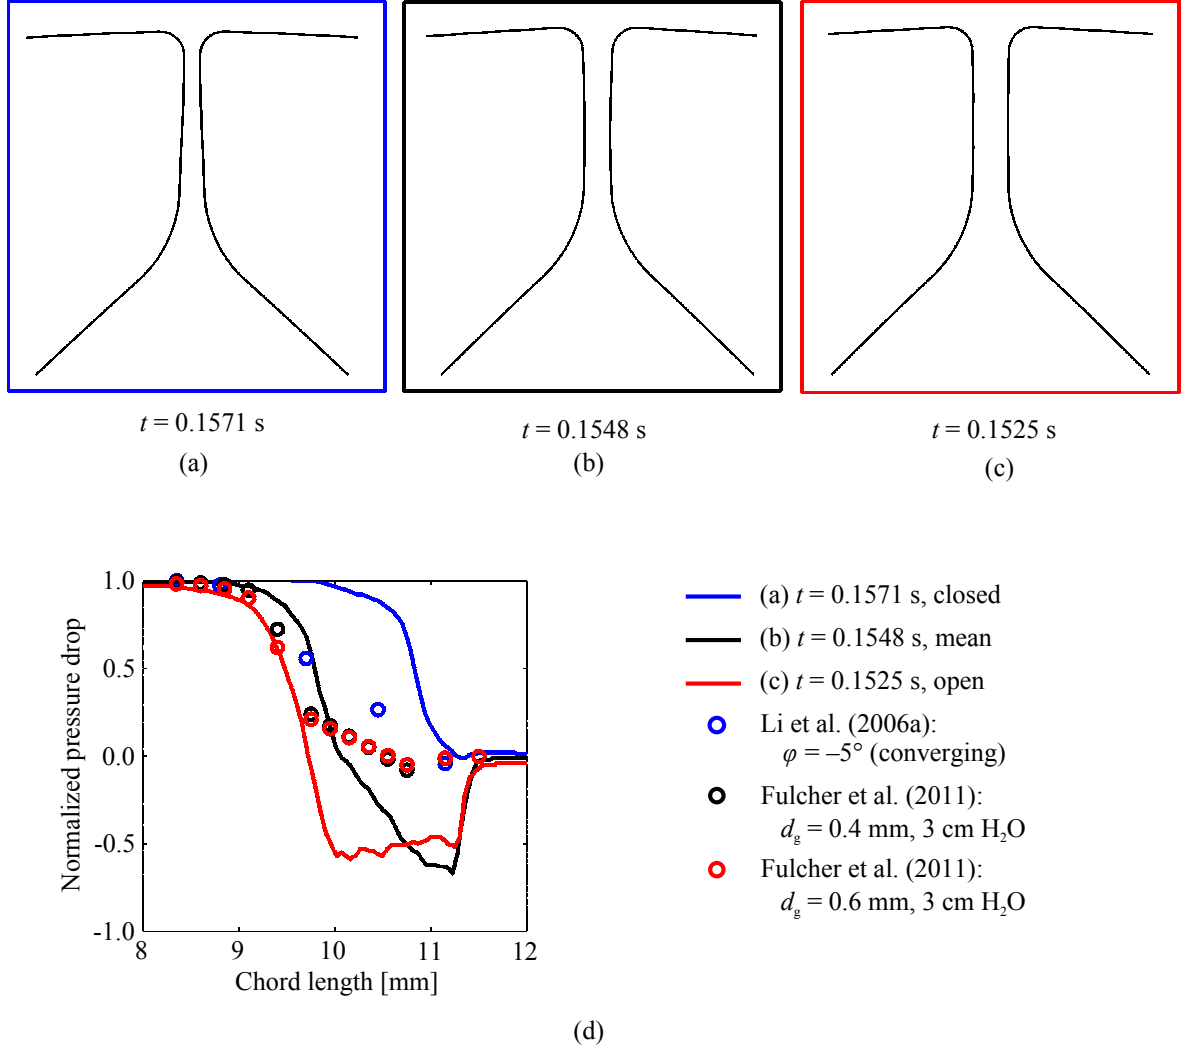 t = 0.1571 s
t = 0.1548 s
t = 0.1525 s
(a)
(b)
(c)
1.0
0.5
0.0
-0.5
-1.0
Normalized pressure drop
8
9
10
11
12
Chord length [mm]
(a) t = 0.1571 s, closed
(b) t = 0.1548 s, mean
(c) t = 0.1525 s, open
Li et al. (2006a):
φ = –5° (converging)
Fulcher et al. (2011):
d_g = 0.4 mm, 3 cm H₂O
Fulcher et al. (2011):
d_g = 0.6 mm, 3 cm H₂O
(d)